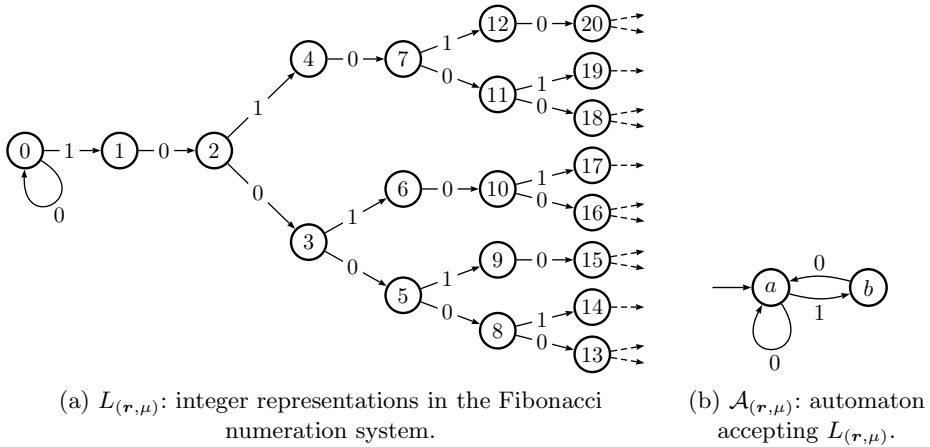 12 0 20
1
4 0 7
19
0 1
11
0
1 18
17
0 1 1 0 2
1
6 0 10
0
0 1 16
3
0 9 0 15
1
5
0 1 14
8
0
13
0
a b
1
0
(a) L(r,μ): integer representations in the Fibonacci
numeration system.
(b) A(r,μ): automaton
accepting L(r,μ).